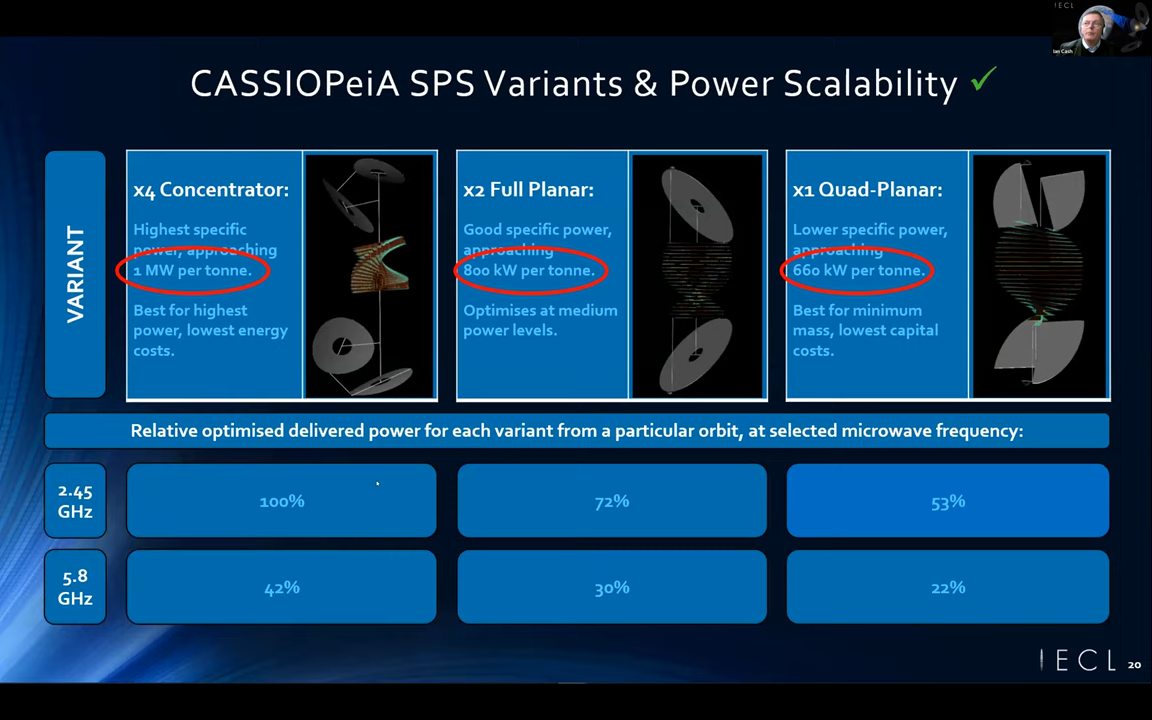 IECL
Ian Cash
CASSIOPeiA SPS Variants & Power Scalability ✓
VARIANT
x4 Concentrator:
Highest specific
power, approaching
1 MW per tonne.
Best for highest
power, lowest energy
costs.
x2 Full Planar:
Good specific power,
approaching
800 kW per tonne.
Optimises at medium
power levels.
x1 Quad-Planar:
Lower specific power,
approaching
660 kW per tonne.
Best for minimum
mass, lowest capital
costs.
Relative optimised delivered power for each variant from a particular orbit, at selected microwave frequency:
2.45
GHz
100%
72%
53%
5.8
GHz
42%
30%
22%
IECL
20